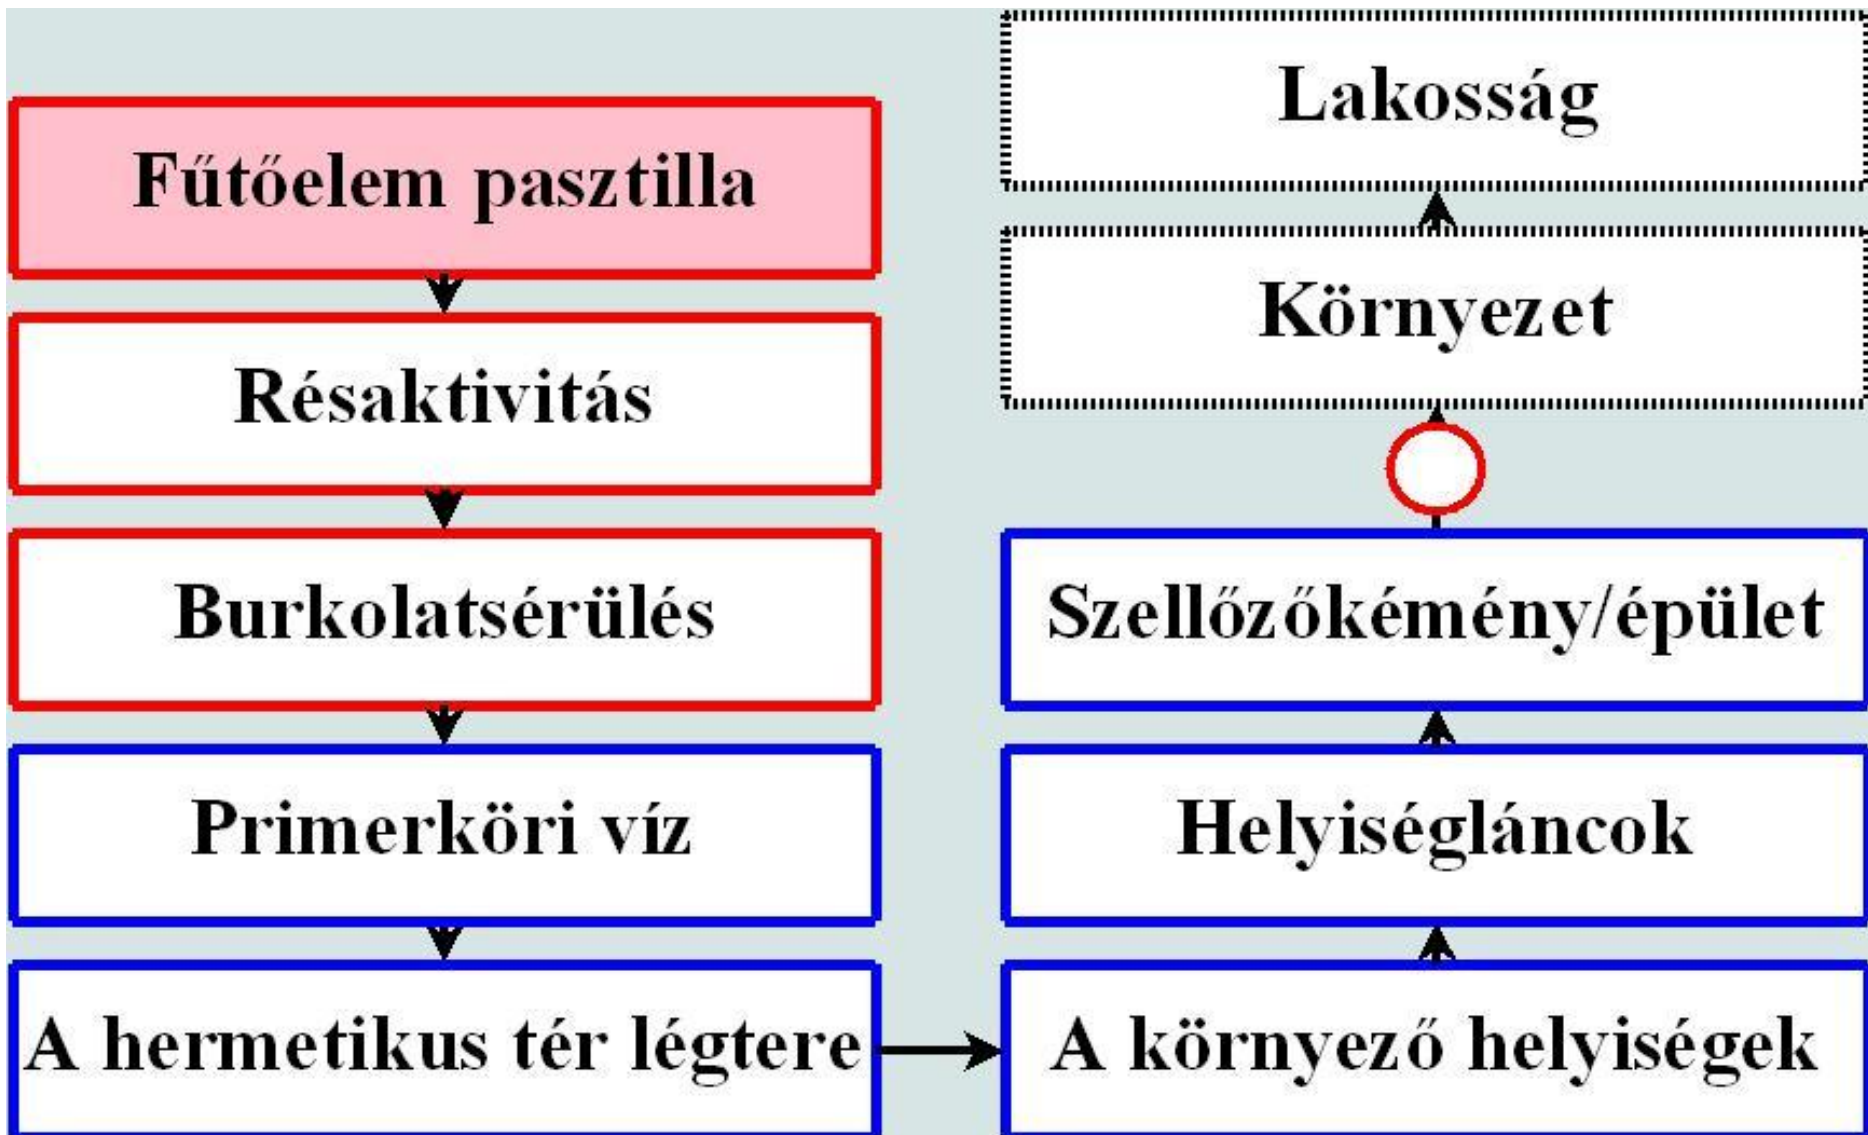 Fűtőelem pasztilla
Résaktivitás
Burkolatsérülés
Primerköri víz
A hermetikus tér légtere
A környező helyiségek
Helyiségláncok
Szellőzőkémény/épület
Környezet
Lakosság